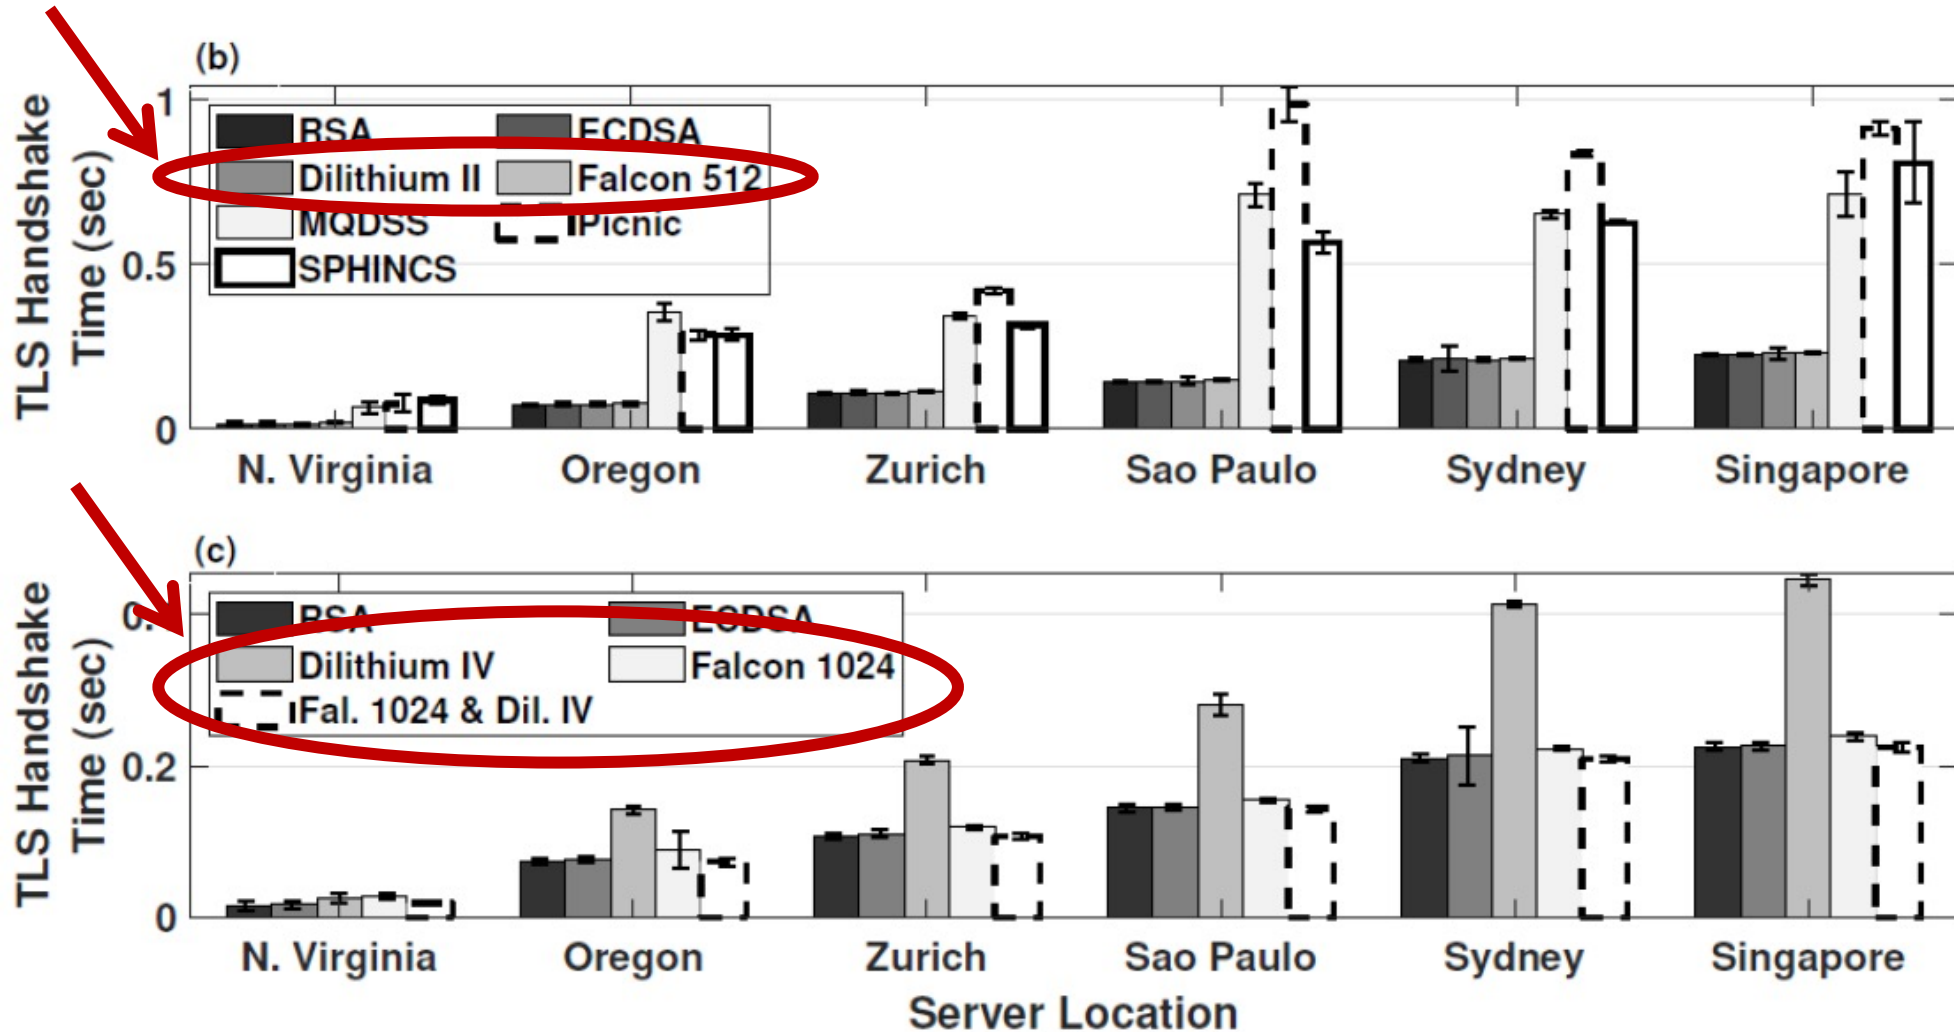 (b)
TLS Handshake
Time (sec)
1
0.5
0
RSA ECDSA
Dilithium II Falcon 512
MQDSS Picnic
SPHINCS
N. Virginia Oregon Zurich Sao Paulo Sydney Singapore
(c)
TLS Handshake
Time (sec)
0.2
0
RSA ECDSA
Dilithium IV Falcon 1024
Fal. 1024 & Dil. IV
N. Virginia Oregon Zurich Sao Paulo Sydney Singapore
Server Location